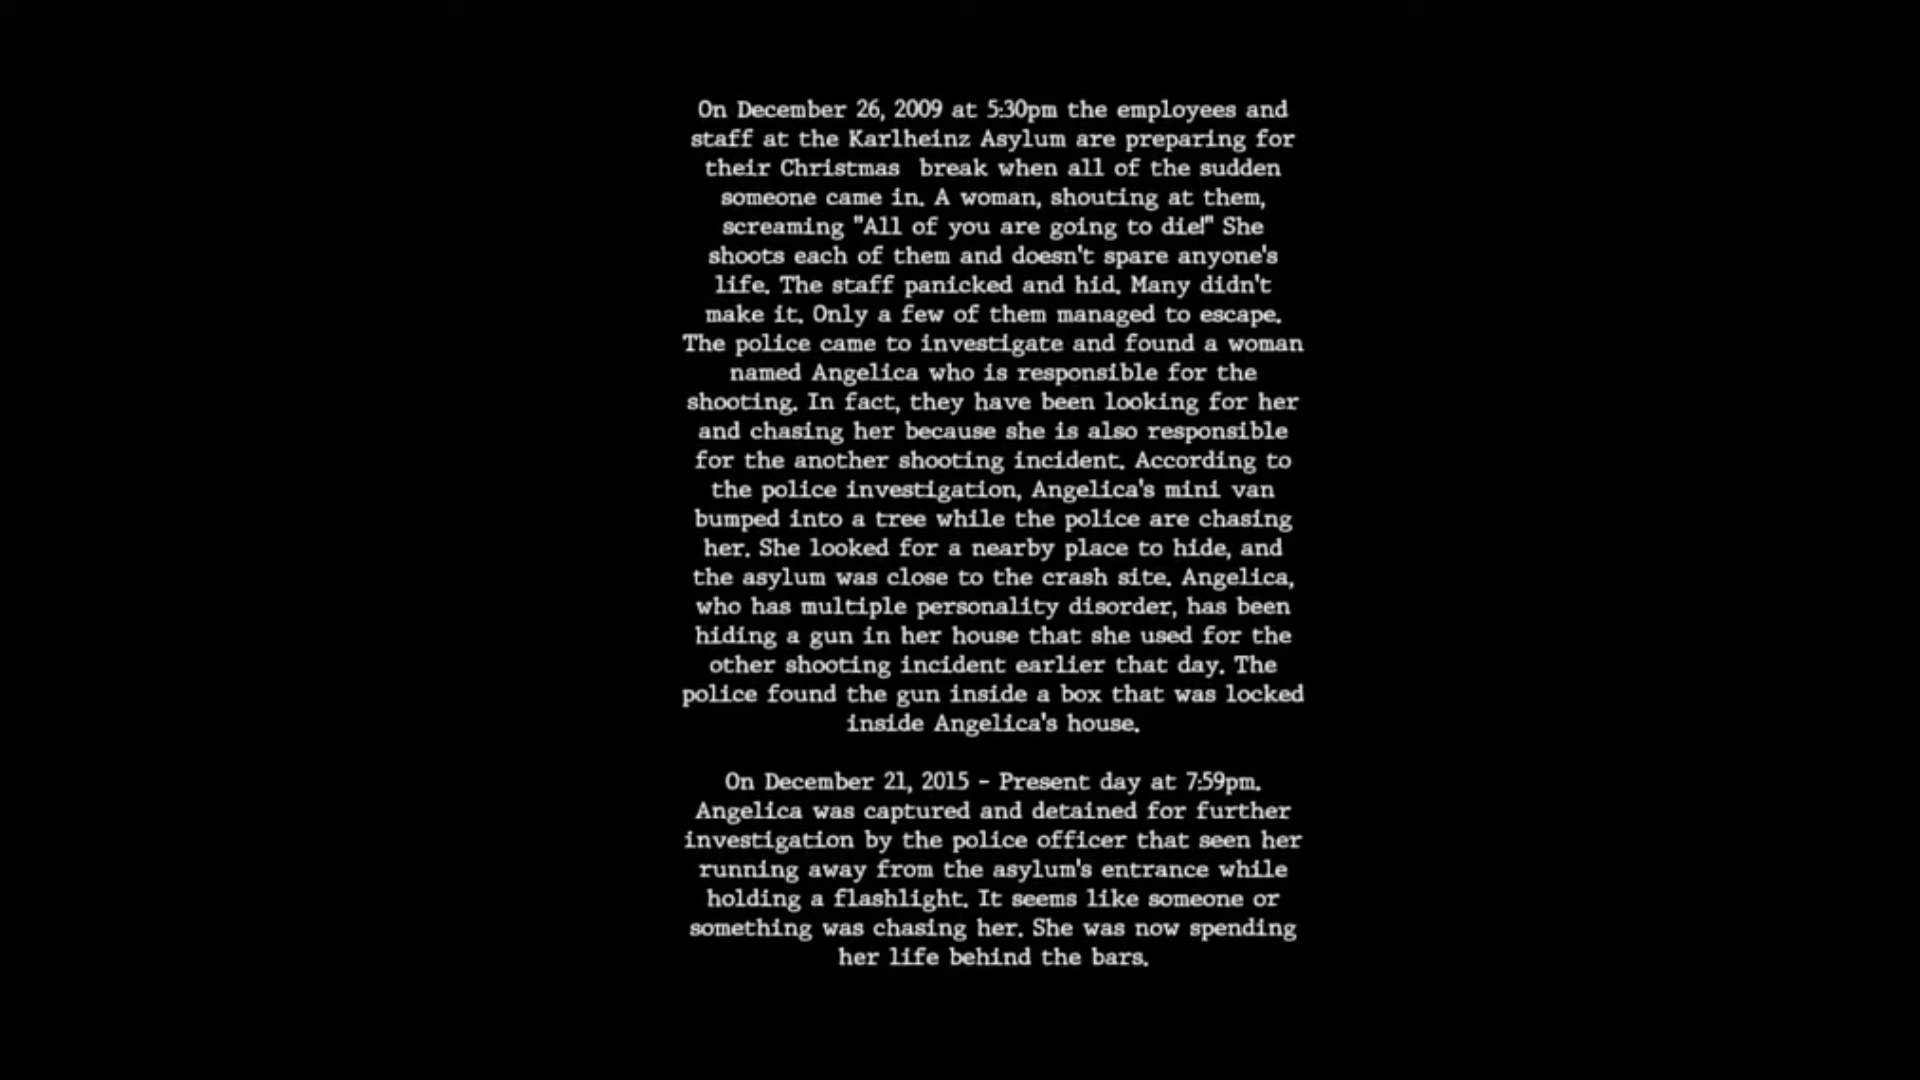 On December 26, 2009 at 5:30pm the employees and
staff at the Karlheinz Asylum are preparing for
their Christmas  break when all of the sudden
someone came in. A woman, shouting at them,
screaming "All of you are going to die!" She
shoots each of them and doesn't spare anyone's
life. The staff panicked and hid. Many didn't
make it. Only a few of them managed to escape.
The police came to investigate and found a woman
named Angelica who is responsible for the
shooting. In fact, they have been looking for her
and chasing her because she is also responsible
for the another shooting incident. According to
the police investigation, Angelica's mini van
bumped into a tree while the police are chasing
her. She looked for a nearby place to hide, and
the asylum was close to the crash site. Angelica,
who has multiple personality disorder, has been
hiding a gun in her house that she used for the
other shooting incident earlier that day. The
police found the gun inside a box that was locked
inside Angelica's house.
On December 21, 2015 - Present day at 7:59pm.
Angelica was captured and detained for further
investigation by the police officer that seen her
running away from the asylum's entrance while
holding a flashlight. It seems like someone or
something was chasing her. She was now spending
her life behind the bars.